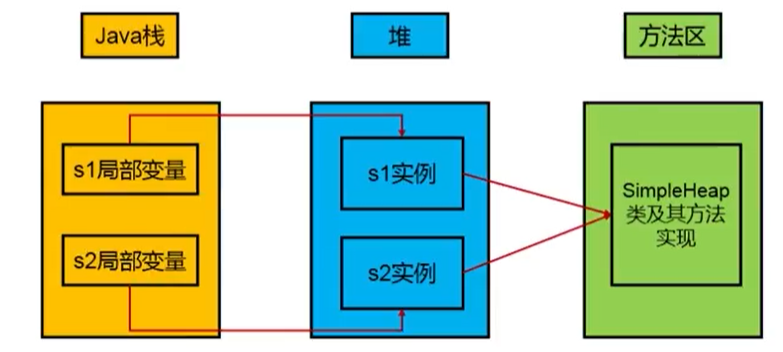 Java栈
堆
方法区
s1局部变量
s2局部变量
s1实例
s2实例
SimpleHeap
类及其方法
实现